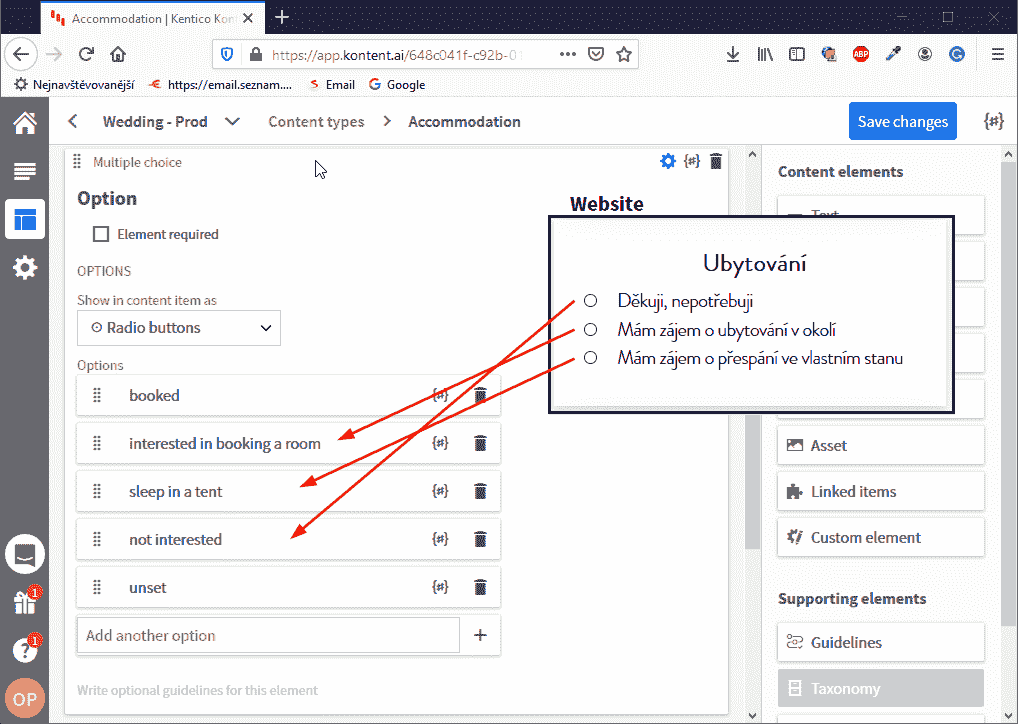 Accommodation | Kentico Kon
https://app.kontent.ai/648c041f-c92b-01
ABP
Nejnavštěvovanější
https://email.seznam....
Email
Google
Wedding - Prod
Content types
Accommodation
Save changes
{#}
Multiple choice
{#}
Option
Element required
OPTIONS
Show in content item as
Radio buttons
Options
booked
{#}
interested in booking a room
{#}
sleep in a tent
{#}
not interested
{#}
unset
{#}
Add another option
+
Write optional guidelines for this element
Website
Ubytování
Děkuji, nepotřebuji
Mám zájem o ubytování v okolí
Mám zájem o přespání ve vlastním stanu
Content elements
Text
Asset
Linked items
Custom element
Supporting elements
Guidelines
Taxonomy
1
1
?
OP